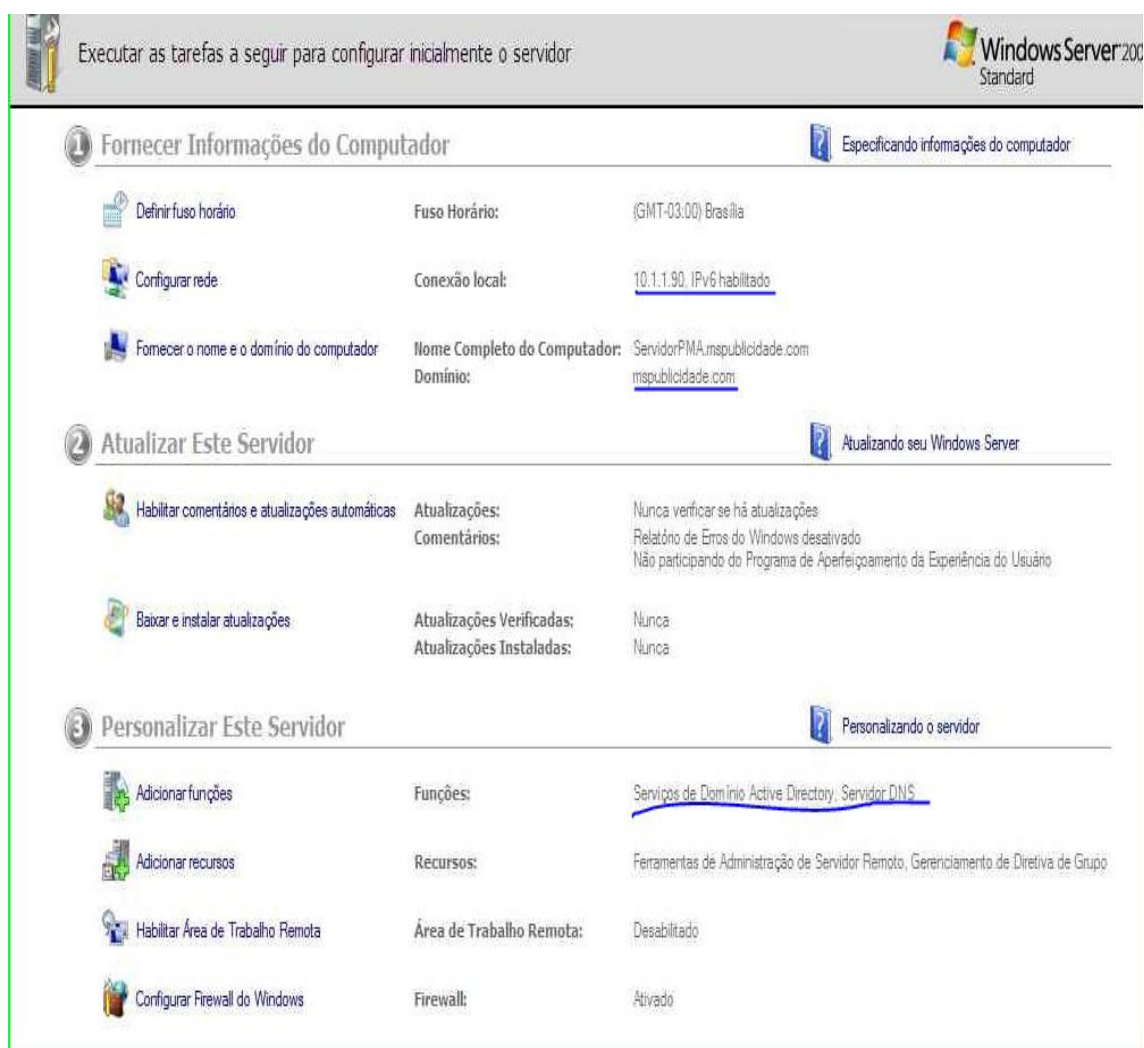 Executar as tarefas a seguir para configurar inicialmente o servidor
Windows Server 200
Standard
1 Fornecer Informações do Computador
Especificando informações do computador
Definir fuso horário
Fuso Horário:
(GMT-03:00) Brasília
Configurar rede
Conexão local:
10.1.1.90, IPv6 habilitado
Fornecer o nome e o domínio do computador
Nome Completo do Computador:
ServidorPMA.mspublicidade.com
Domínio:
mspublicidade.com
2 Atualizar Este Servidor
Atualizando seu Windows Server
Habilitar comentários e atualizações automáticas
Atualizações:
Nunca verificar se há atualizações
Comentários:
Relatório de Erros do Windows desativado
Não participando do Programa de Aperfeiçoamento da Experiência do Usuário
Baixar e instalar atualizações
Atualizações Verificadas:
Nunca
Atualizações Instaladas:
Nunca
3 Personalizar Este Servidor
Personalizando o servidor
Adicionar funções
Funções:
Serviços de Domínio Active Directory, Servidor DNS
Adicionar recursos
Recursos:
Ferramentas de Administração de Servidor Remoto, Gerenciamento de Diretiva de Grupo
Habilitar Área de Trabalho Remota
Área de Trabalho Remota:
Desabilitado
Configurar Firewall do Windows
Firewall:
Ativado